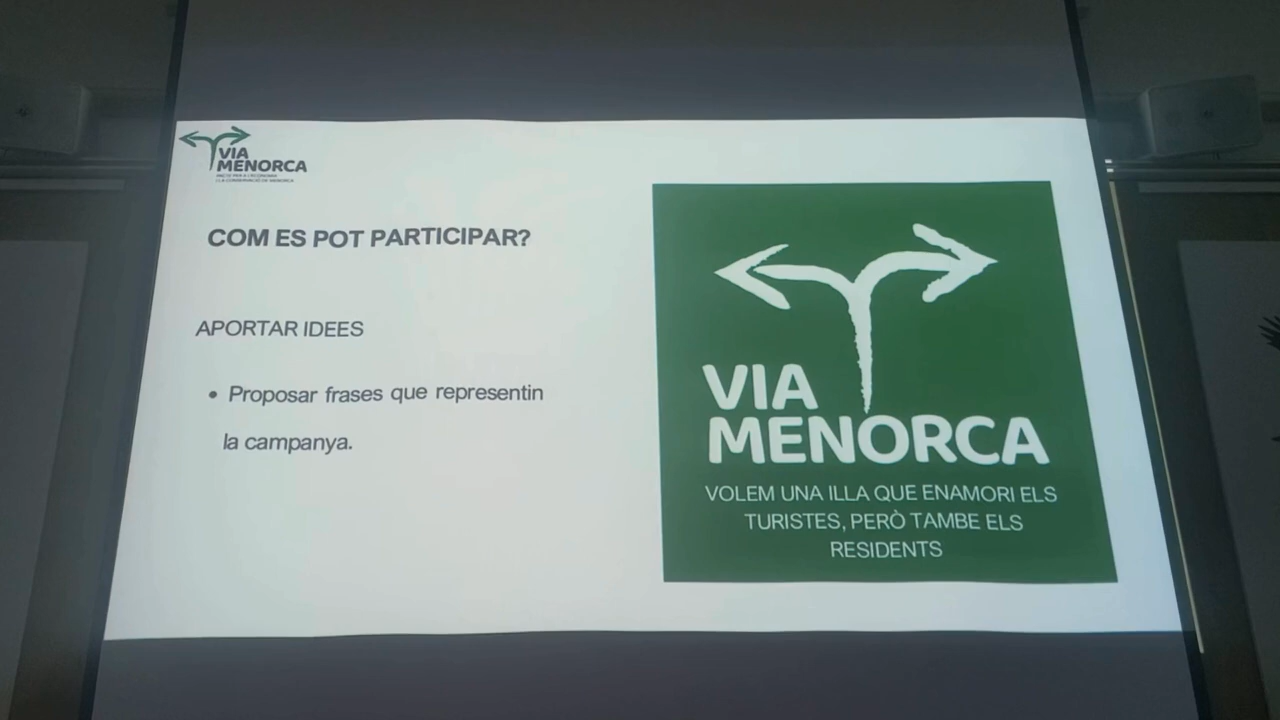 VIA
MENORCA
COM ES POT PARTICIPAR?
APORTAR IDEES
• Proposar frases que representin
la campanya.
VIA
MENORCA
VOLEM UNA ILLA QUE ENAMORI ELS
TURISTES, PERÒ TAMBE ELS
RESIDENTS